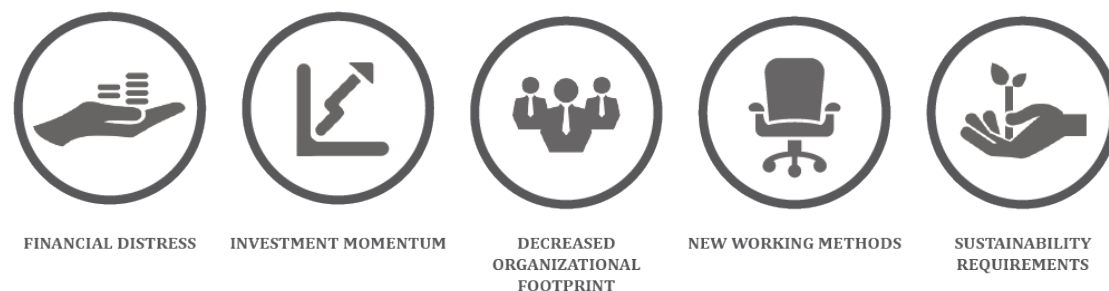 FINANCIAL DISTRESS
INVESTMENT MOMENTUM
DECREASED
ORGANIZATIONAL
FOOTPRINT
NEW WORKING METHODS
SUSTAINABILITY
REQUIREMENTS